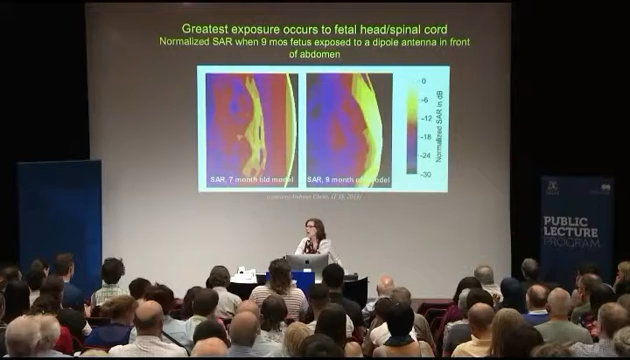 Greatest exposure occurs to fetal head/spinal cord
Normalized SAR when 9 mos fetus exposed to a dipole antenna in front
of abdomen
0
-6
-12
-18
-24
-30
Normalized SAR in dB
SAR, 7 month old model
SAR, 9 month old model
PUBLIC
LECTURE
PROGRAM